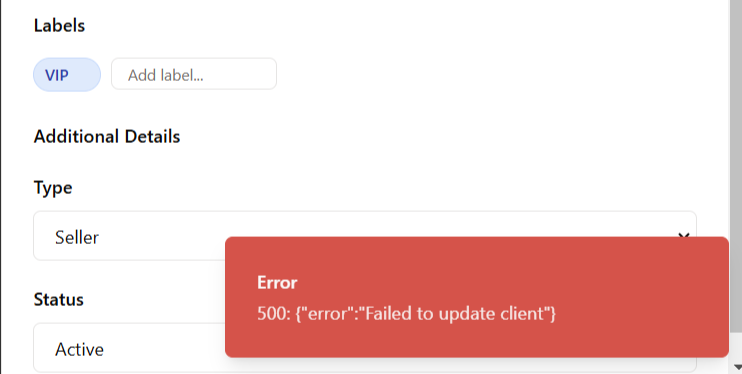 Labels
VIP Add label...
Additional Details
Type
Seller
Error
500: {"error":"Failed to update client"}
Status
Active